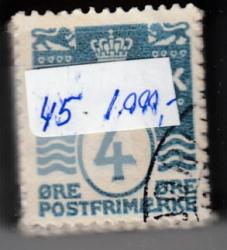 K
45 1.999,-
4
ØRE ØRE
POSTFRIMÆRKE